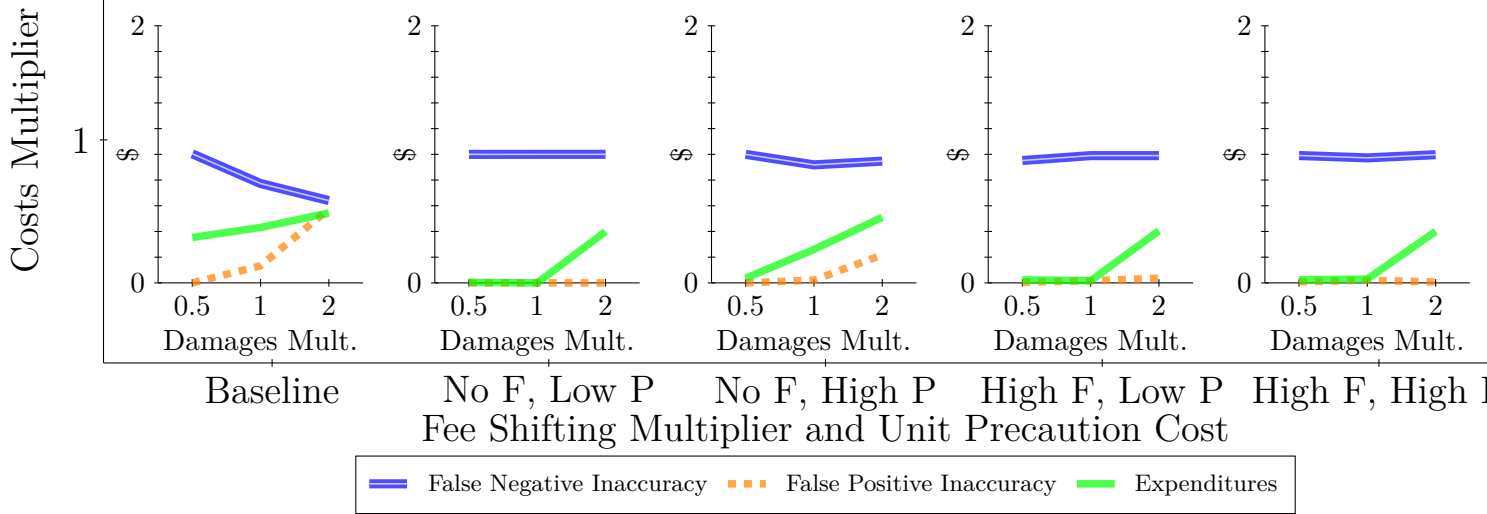 Costs Multiplier
1
2
$
0
0.5 1 2
Damages Mult.
2
$
0
0.5 1 2
Damages Mult.
2
$
0
0.5 1 2
Damages Mult.
2
$
0
0.5 1 2
Damages Mult.
2
$
0
0.5 1 2
Damages Mult.
Baseline No F, Low P No F, High P High F, Low P High F, High
Fee Shifting Multiplier and Unit Precaution Cost
False Negative Inaccuracy False Positive Inaccuracy Expenditures